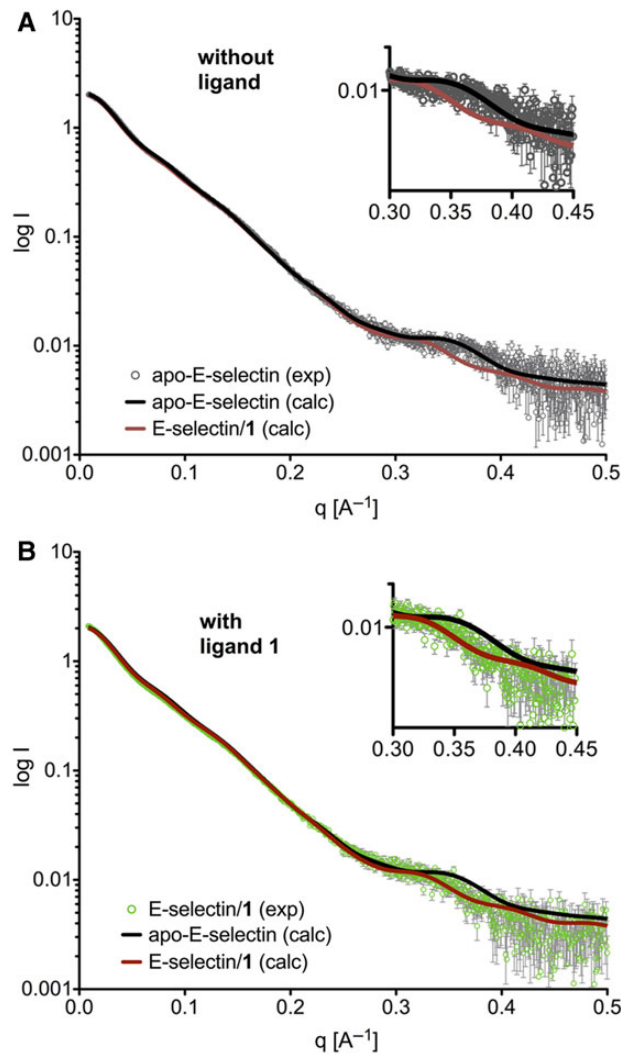 A
10
1
0.1
0.01
0.001
log I
without
ligand
0.01
0.30 0.35 0.40 0.45
apo-E-selectin (exp)
apo-E-selectin (calc)
E-selectin/1 (calc)
0.0 0.1 0.2 0.3 0.4 0.5
q [A⁻¹]
B
10
1
0.1
0.01
0.001
log I
with
ligand 1
0.01
0.30 0.35 0.40 0.45
E-selectin/1 (exp)
apo-E-selectin (calc)
E-selectin/1 (calc)
0.0 0.1 0.2 0.3 0.4 0.5
q [A⁻¹]